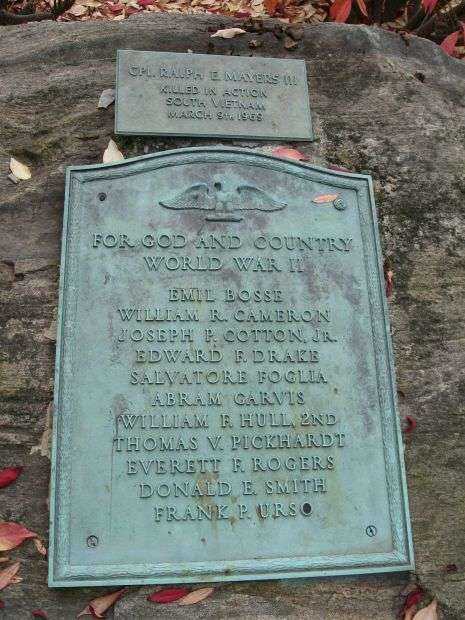 CPL. RALPH E. MAYERS III
KILLED IN ACTION
SOUTH VIETNAM
MARCH 9TH 1969
FOR GOD AND COUNTRY
WORLD WAR II
EMIL BOSSE
WILLIAM R. CAMERON
JOSEPH P. COTTON, JR.
EDWARD F. DRAKE
SALVATORE FOGLIA
ABRAM GARVIS
WILLIAM F. HULL, 2ND
THOMAS V. PICKHARDT
EVERETT F. ROGERS
DONALD E. SMITH
FRANK P. URSO